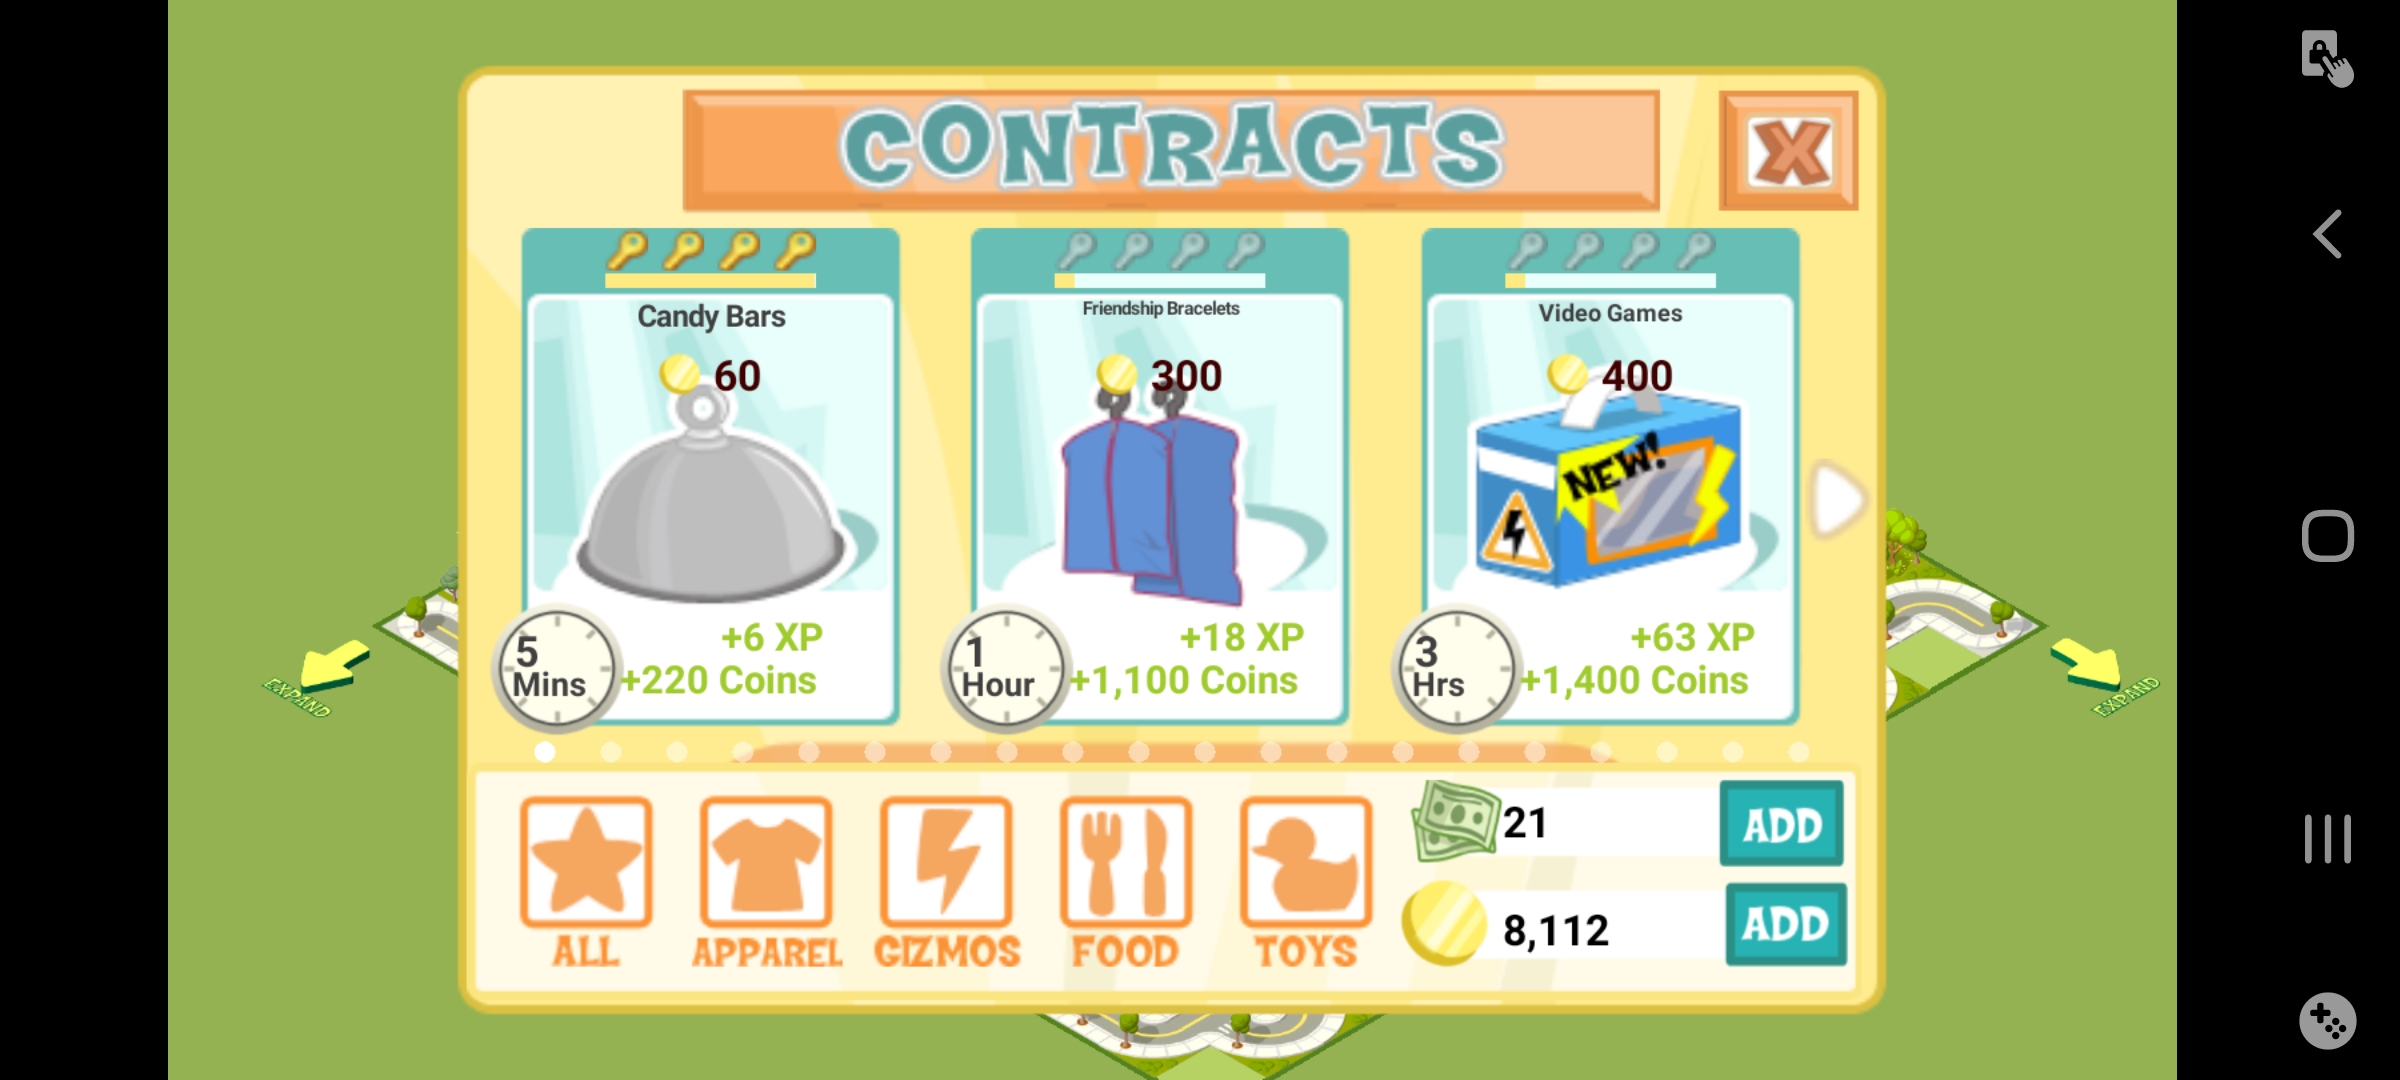 CONTRACTS
X
Candy Bars
60
5
Mins
+6 XP
+220 Coins
Friendship Bracelets
300
1
Hour
+18 XP
+1,100 Coins
Video Games
400
NEW!
3
Hrs
+63 XP
+1,400 Coins
EXPAND
EXPAND
ALL
APPAREL
GIZMOS
FOOD
TOYS
21
ADD
8,112
ADD